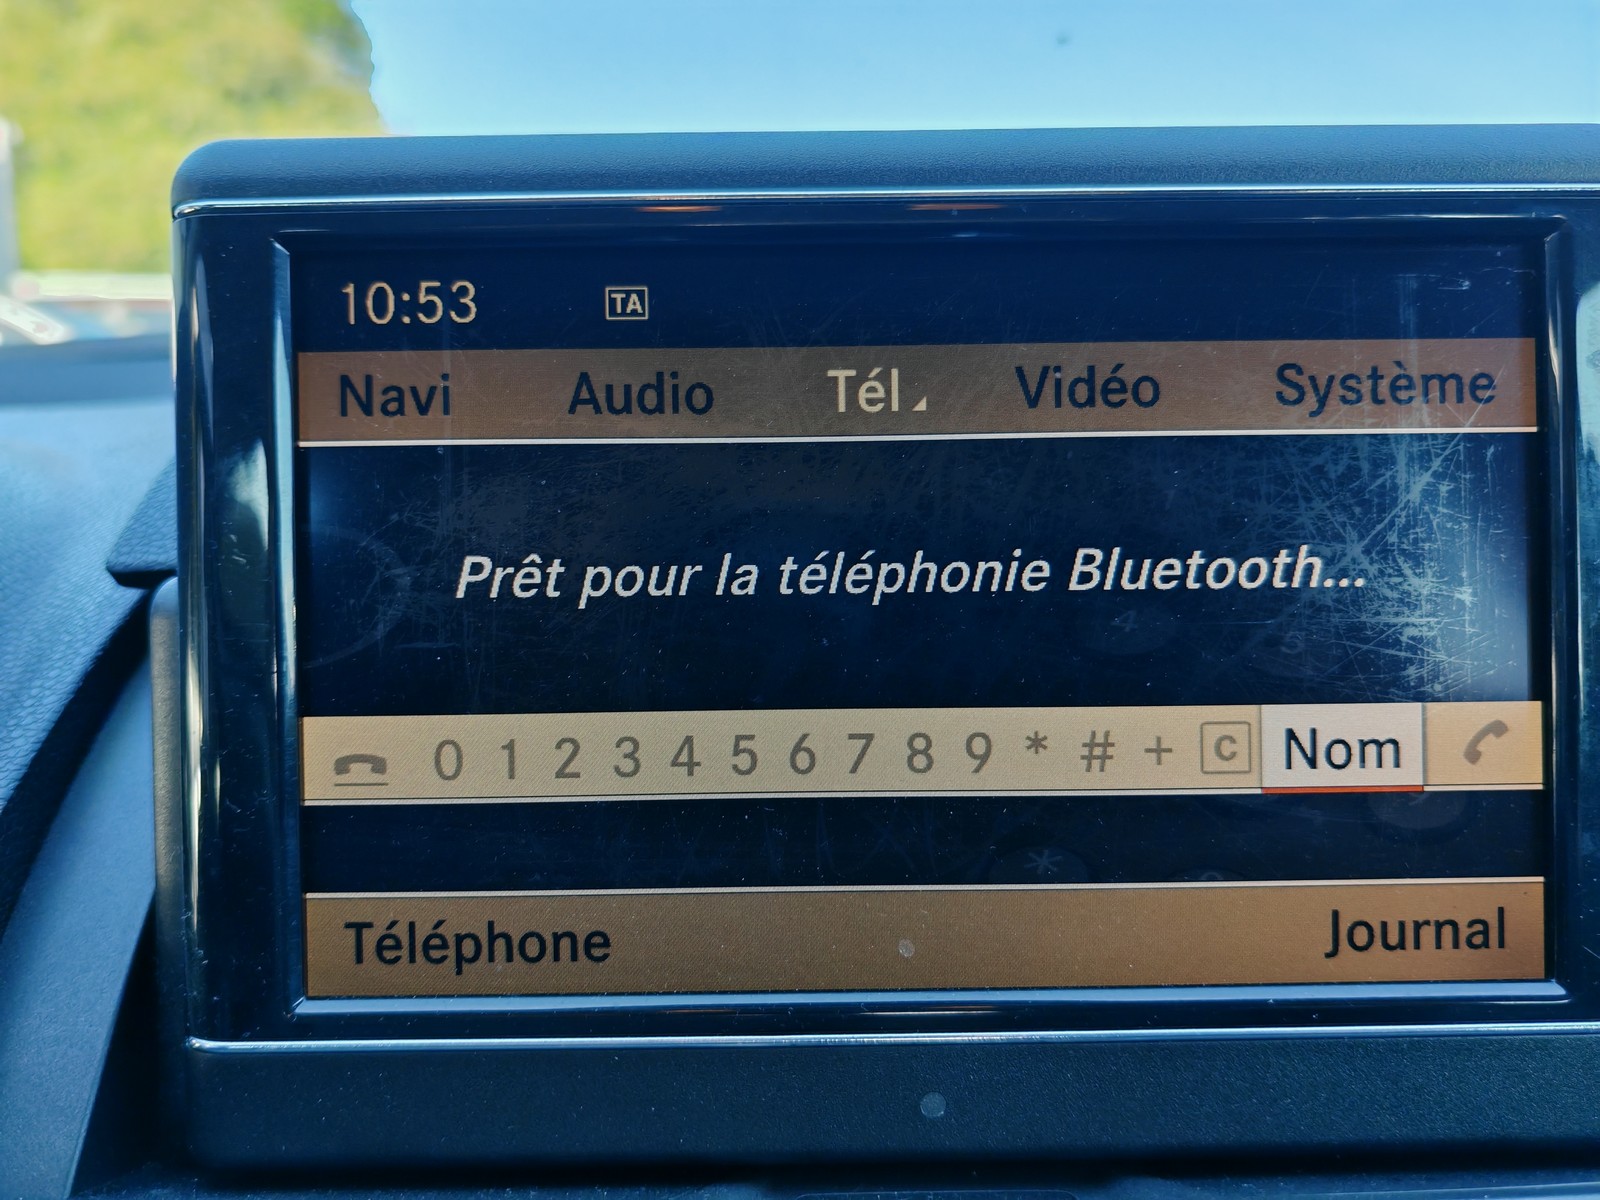 10:53 TA
Navi Audio Tél Vidéo Système
Prêt pour la téléphonie Bluetooth...
0 1 2 3 4 5 6 7 8 9 * # + C Nom
Téléphone Journal